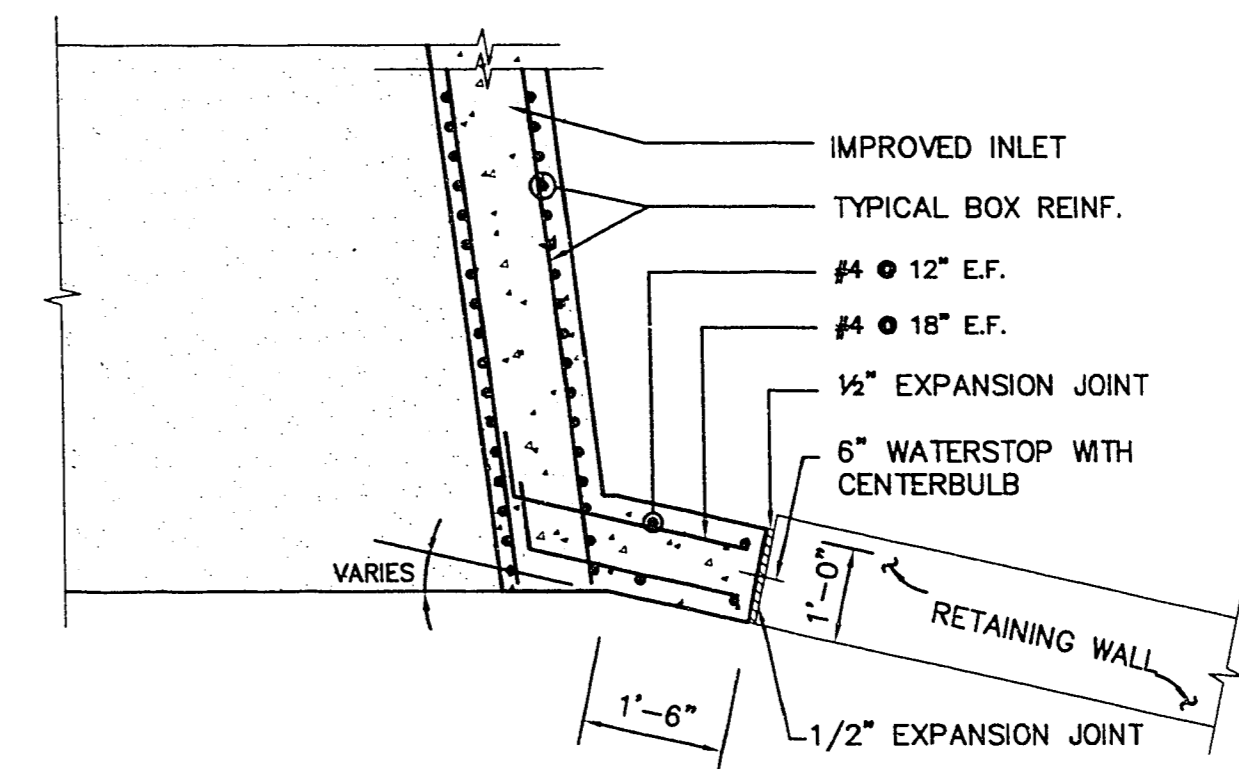 IMPROVED INLET
TYPICAL BOX REINF.
#4 @ 12" E.F.
#4 @ 18" E.F.
½" EXPANSION JOINT
6" WATERSTOP WITH
CENTERBULB
VARIES
1'-0"
RETAINING WALL
1'-6"
1/2" EXPANSION JOINT